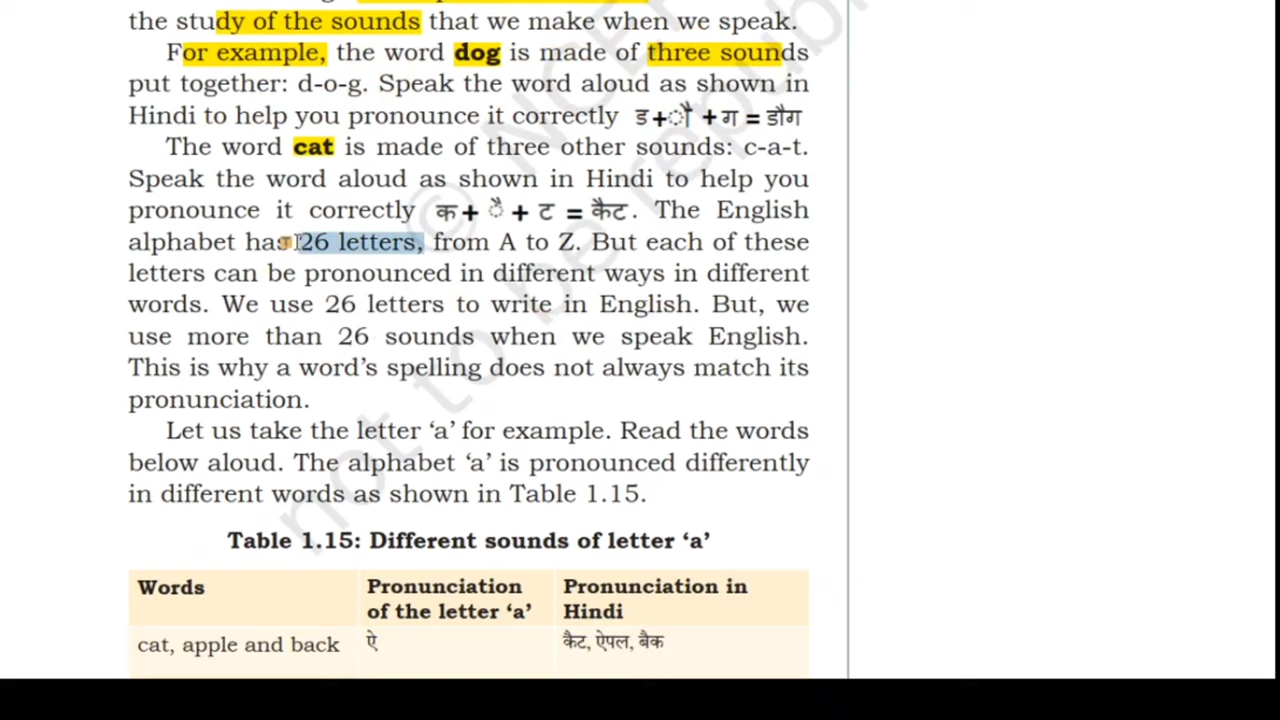 the study of the sounds that we make when we speak.
For example, the word dog is made of three sounds
put together: d-o-g. Speak the word aloud as shown in
Hindi to help you pronounce it correctly ड+ौ +ग = डौग
The word cat is made of three other sounds: c-a-t.
Speak the word aloud as shown in Hindi to help you
pronounce it correctly क+ ै + ट = कैट. The English
alphabet has 26 letters, from A to Z. But each of these
letters can be pronounced in different ways in different
words. We use 26 letters to write in English. But, we
use more than 26 sounds when we speak English.
This is why a word’s spelling does not always match its
pronunciation.
Let us take the letter ‘a’ for example. Read the words
below aloud. The alphabet ‘a’ is pronounced differently
in different words as shown in Table 1.15.
Table 1.15: Different sounds of letter ‘a’
Words
Pronunciation of the letter ‘a’
Pronunciation in Hindi
cat, apple and back
ऐ
कैट, ऐपल, बैक
not to be republ
© NCE